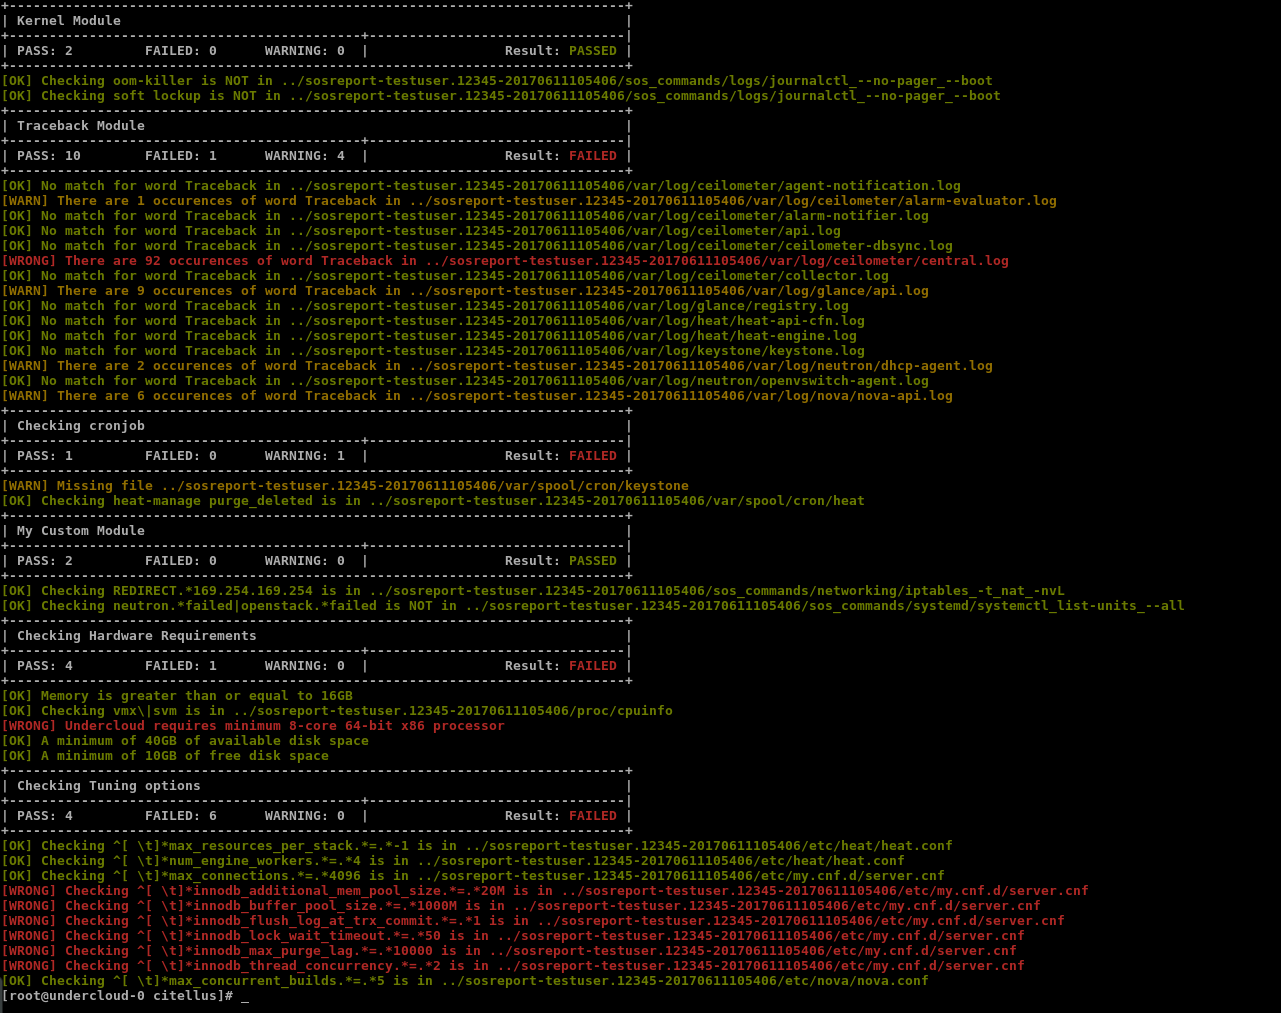 +-----------------------------------------------------------------------------+
| Kernel Module                                                               |
+--------------------------------------------+--------------------------------|
| PASS: 2         FAILED: 0      WARNING: 0  |                 Result: PASSED |
+-----------------------------------------------------------------------------+
[OK] Checking oom-killer is NOT in ../sosreport-testuser.12345-20170611105406/sos_commands/logs/journalctl_--no-pager_--boot
[OK] Checking soft lockup is NOT in ../sosreport-testuser.12345-20170611105406/sos_commands/logs/journalctl_--no-pager_--boot
+-----------------------------------------------------------------------------+
| Traceback Module                                                            |
+--------------------------------------------+--------------------------------|
| PASS: 10        FAILED: 1      WARNING: 4  |                 Result: FAILED |
+-----------------------------------------------------------------------------+
[OK] No match for word Traceback in ../sosreport-testuser.12345-20170611105406/var/log/ceilometer/agent-notification.log
[WARN] There are 1 occurences of word Traceback in ../sosreport-testuser.12345-20170611105406/var/log/ceilometer/alarm-evaluator.log
[OK] No match for word Traceback in ../sosreport-testuser.12345-20170611105406/var/log/ceilometer/alarm-notifier.log
[OK] No match for word Traceback in ../sosreport-testuser.12345-20170611105406/var/log/ceilometer/api.log
[OK] No match for word Traceback in ../sosreport-testuser.12345-20170611105406/var/log/ceilometer/ceilometer-dbsync.log
[WRONG] There are 92 occurences of word Traceback in ../sosreport-testuser.12345-20170611105406/var/log/ceilometer/central.log
[OK] No match for word Traceback in ../sosreport-testuser.12345-20170611105406/var/log/ceilometer/collector.log
[WARN] There are 9 occurences of word Traceback in ../sosreport-testuser.12345-20170611105406/var/log/glance/api.log
[OK] No match for word Traceback in ../sosreport-testuser.12345-20170611105406/var/log/glance/registry.log
[OK] No match for word Traceback in ../sosreport-testuser.12345-20170611105406/var/log/heat/heat-api-cfn.log
[OK] No match for word Traceback in ../sosreport-testuser.12345-20170611105406/var/log/heat/heat-engine.log
[OK] No match for word Traceback in ../sosreport-testuser.12345-20170611105406/var/log/keystone/keystone.log
[WARN] There are 2 occurences of word Traceback in ../sosreport-testuser.12345-20170611105406/var/log/neutron/dhcp-agent.log
[OK] No match for word Traceback in ../sosreport-testuser.12345-20170611105406/var/log/neutron/openvswitch-agent.log
[WARN] There are 6 occurences of word Traceback in ../sosreport-testuser.12345-20170611105406/var/log/nova/nova-api.log
+-----------------------------------------------------------------------------+
| Checking cronjob                                                            |
+--------------------------------------------+--------------------------------|
| PASS: 1         FAILED: 0      WARNING: 1  |                 Result: FAILED |
+-----------------------------------------------------------------------------+
[WARN] Missing file ../sosreport-testuser.12345-20170611105406/var/spool/cron/keystone
[OK] Checking heat-manage purge_deleted is in ../sosreport-testuser.12345-20170611105406/var/spool/cron/heat
+-----------------------------------------------------------------------------+
| My Custom Module                                                            |
+--------------------------------------------+--------------------------------|
| PASS: 2         FAILED: 0      WARNING: 0  |                 Result: PASSED |
+-----------------------------------------------------------------------------+
[OK] Checking REDIRECT.*169.254.169.254 is in ../sosreport-testuser.12345-20170611105406/sos_commands/networking/iptables_-t_nat_-nvL
[OK] Checking neutron.*failed|openstack.*failed is NOT in ../sosreport-testuser.12345-20170611105406/sos_commands/systemd/systemctl_list-units_--all
+-----------------------------------------------------------------------------+
| Checking Hardware Requirements                                              |
+--------------------------------------------+--------------------------------|
| PASS: 4         FAILED: 1      WARNING: 0  |                 Result: FAILED |
+-----------------------------------------------------------------------------+
[OK] Memory is greater than or equal to 16GB
[OK] Checking vmx\|svm is in ../sosreport-testuser.12345-20170611105406/proc/cpuinfo
[WRONG] Undercloud requires minimum 8-core 64-bit x86 processor
[OK] A minimum of 40GB of available disk space
[OK] A minimum of 10GB of free disk space
+-----------------------------------------------------------------------------+
| Checking Tuning options                                                     |
+--------------------------------------------+--------------------------------|
| PASS: 4         FAILED: 6      WARNING: 0  |                 Result: FAILED |
+-----------------------------------------------------------------------------+
[OK] Checking ^[ \t]*max_resources_per_stack.*=.*-1 is in ../sosreport-testuser.12345-20170611105406/etc/heat/heat.conf
[OK] Checking ^[ \t]*num_engine_workers.*=.*4 is in ../sosreport-testuser.12345-20170611105406/etc/heat/heat.conf
[OK] Checking ^[ \t]*max_connections.*=.*4096 is in ../sosreport-testuser.12345-20170611105406/etc/my.cnf.d/server.cnf
[WRONG] Checking ^[ \t]*innodb_additional_mem_pool_size.*=.*20M is in ../sosreport-testuser.12345-20170611105406/etc/my.cnf.d/server.cnf
[WRONG] Checking ^[ \t]*innodb_buffer_pool_size.*=.*1000M is in ../sosreport-testuser.12345-20170611105406/etc/my.cnf.d/server.cnf
[WRONG] Checking ^[ \t]*innodb_flush_log_at_trx_commit.*=.*1 is in ../sosreport-testuser.12345-20170611105406/etc/my.cnf.d/server.cnf
[WRONG] Checking ^[ \t]*innodb_lock_wait_timeout.*=.*50 is in ../sosreport-testuser.12345-20170611105406/etc/my.cnf.d/server.cnf
[WRONG] Checking ^[ \t]*innodb_max_purge_lag.*=.*10000 is in ../sosreport-testuser.12345-20170611105406/etc/my.cnf.d/server.cnf
[WRONG] Checking ^[ \t]*innodb_thread_concurrency.*=.*2 is in ../sosreport-testuser.12345-20170611105406/etc/my.cnf.d/server.cnf
[OK] Checking ^[ \t]*max_concurrent_builds.*=.*5 is in ../sosreport-testuser.12345-20170611105406/etc/nova/nova.conf
[root@undercloud-0 citellus]# _